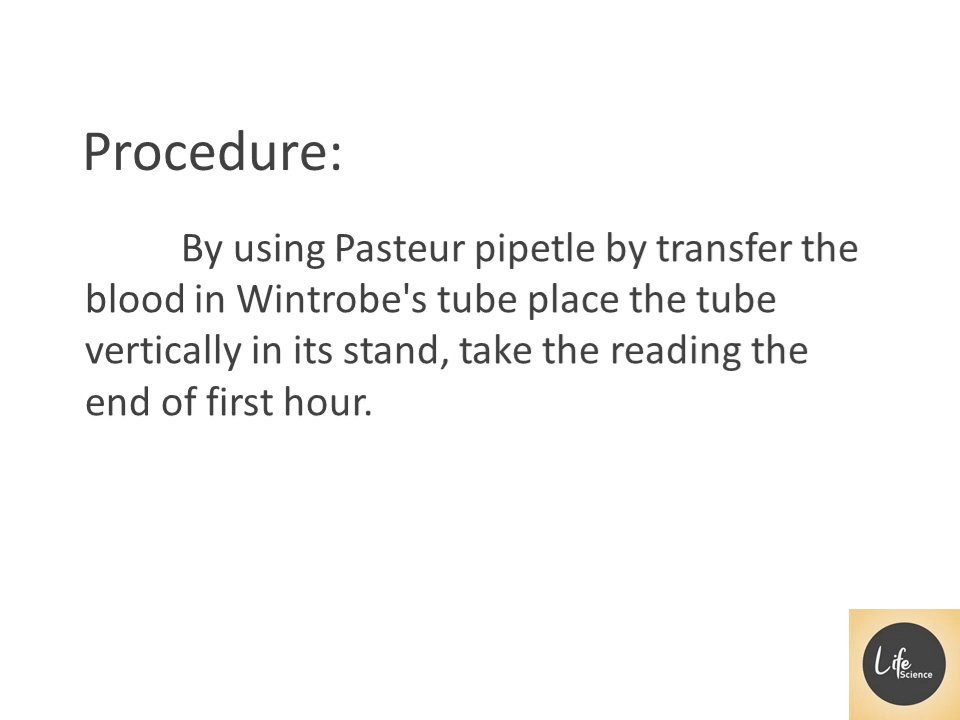 Procedure:
By using Pasteur pipetle by transfer the
blood in Wintrobe's tube place the tube
vertically in its stand, take the reading the
end of first hour.
Life
Science